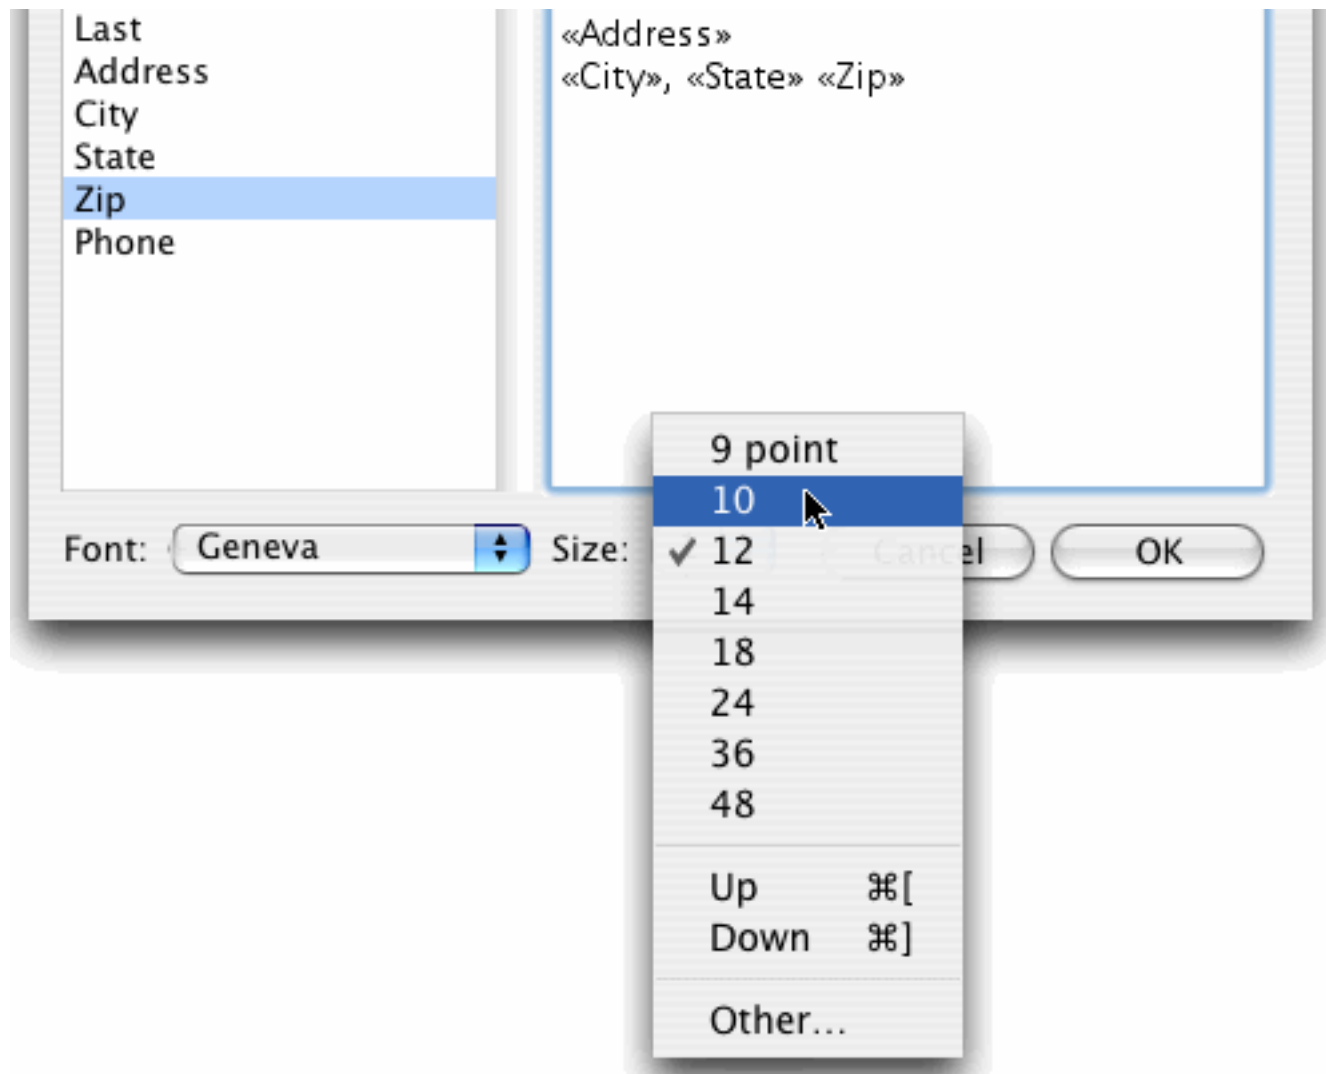 Last
Address
City
State
Zip
Phone
«Address»
«City», «State» «Zip»
Font: Geneva Size: Cancel OK
9 point
10
✓ 12
14
18
24
36
48
Up ⌘[
Down ⌘]
Other...